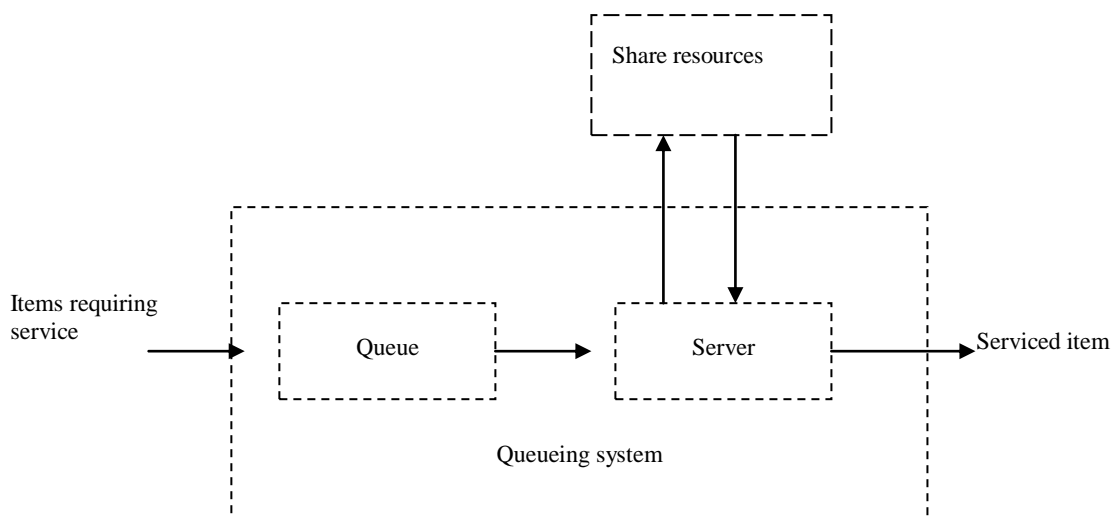 Share resources
Items requiring
service
Queue
Server
Serviced item
Queueing system